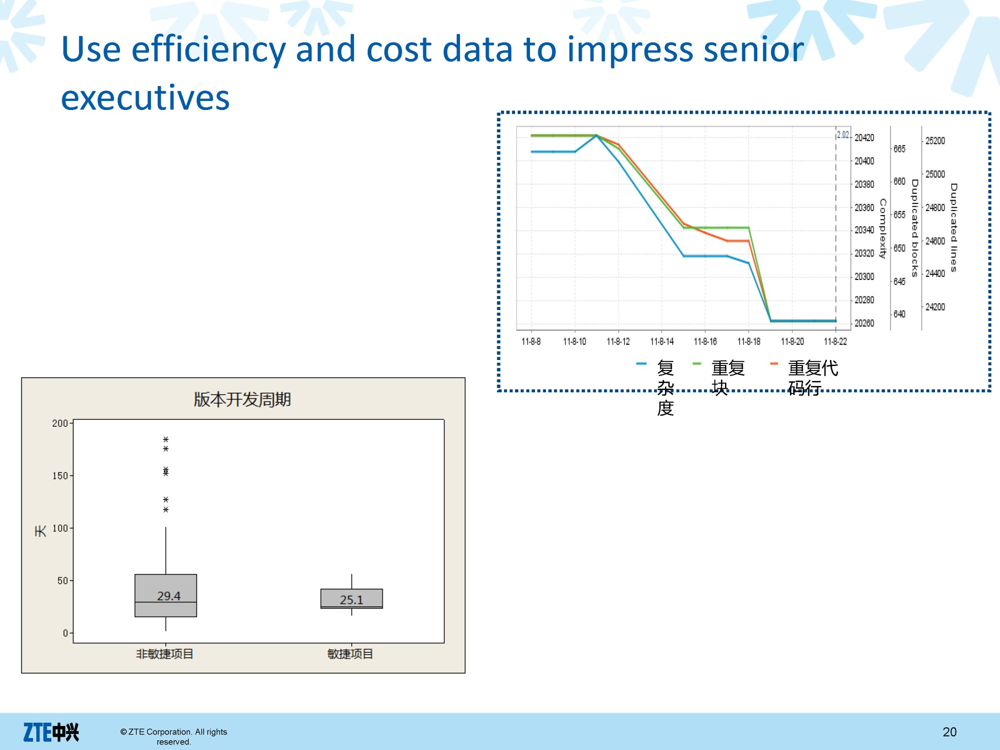 Use efficiency and cost data to impress senior
executives
2.02
20420
20400
20380
20360
20340
20320
20300
20280
20260
Complexity
665
660
655
650
645
640
Duplicated blocks
25200
25000
24800
24600
24400
24200
Duplicated lines
11-8-8 11-8-10 11-8-12 11-8-14 11-8-16 11-8-18 11-8-20 11-8-22
复
杂
度
重复
块
重复代
码行
版本开发周期
200
150
100
50
0
天
29.4
25.1
非敏捷项目 敏捷项目
ZTE中兴
© ZTE Corporation. All rights
reserved.
20